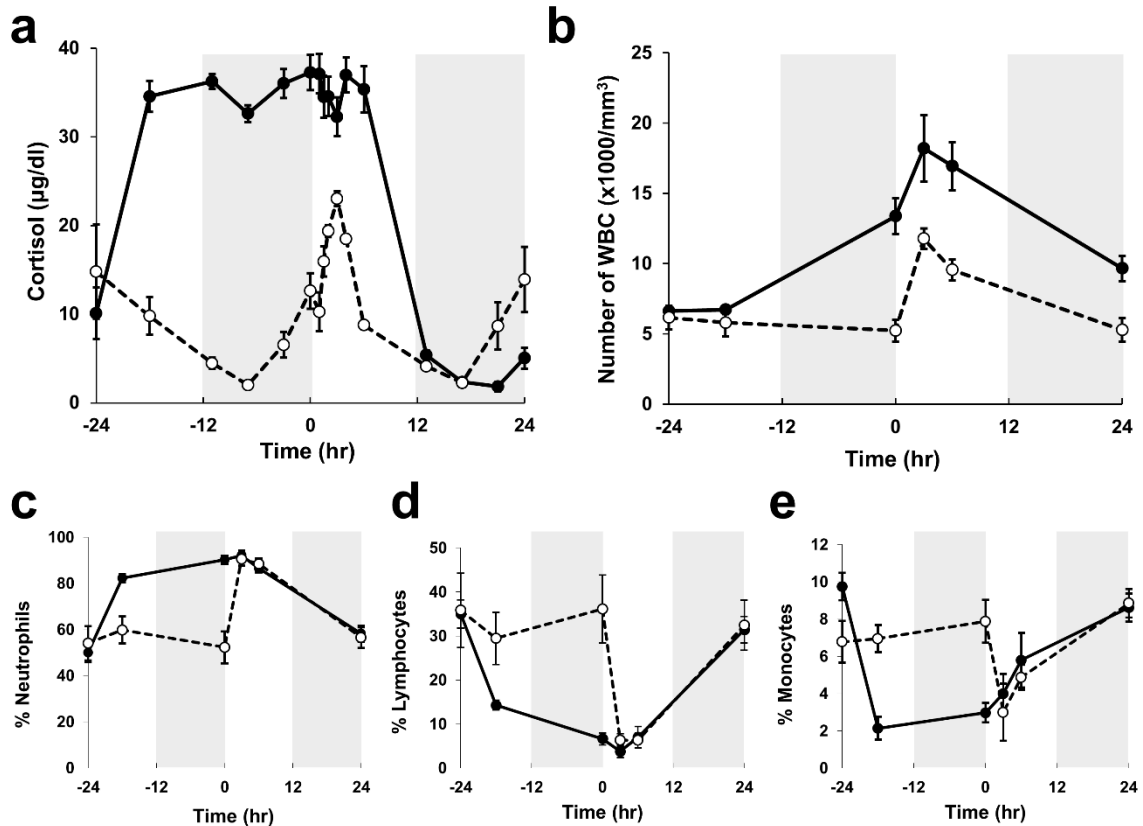 a
Cortisol (µg/dl)
40
30
20
10
0
-24 -12 0 12 24
Time (hr)
b
Number of WBC (x1000/mm³)
25
20
15
10
5
0
-24 -12 0 12 24
Time (hr)
c
% Neutrophils
100
80
60
40
20
0
-24 -12 0 12 24
Time (hr)
d
% Lymphocytes
50
40
30
20
10
0
-24 -12 0 12 24
Time (hr)
e
% Monocytes
12
10
8
6
4
2
0
-24 -12 0 12 24
Time (hr)